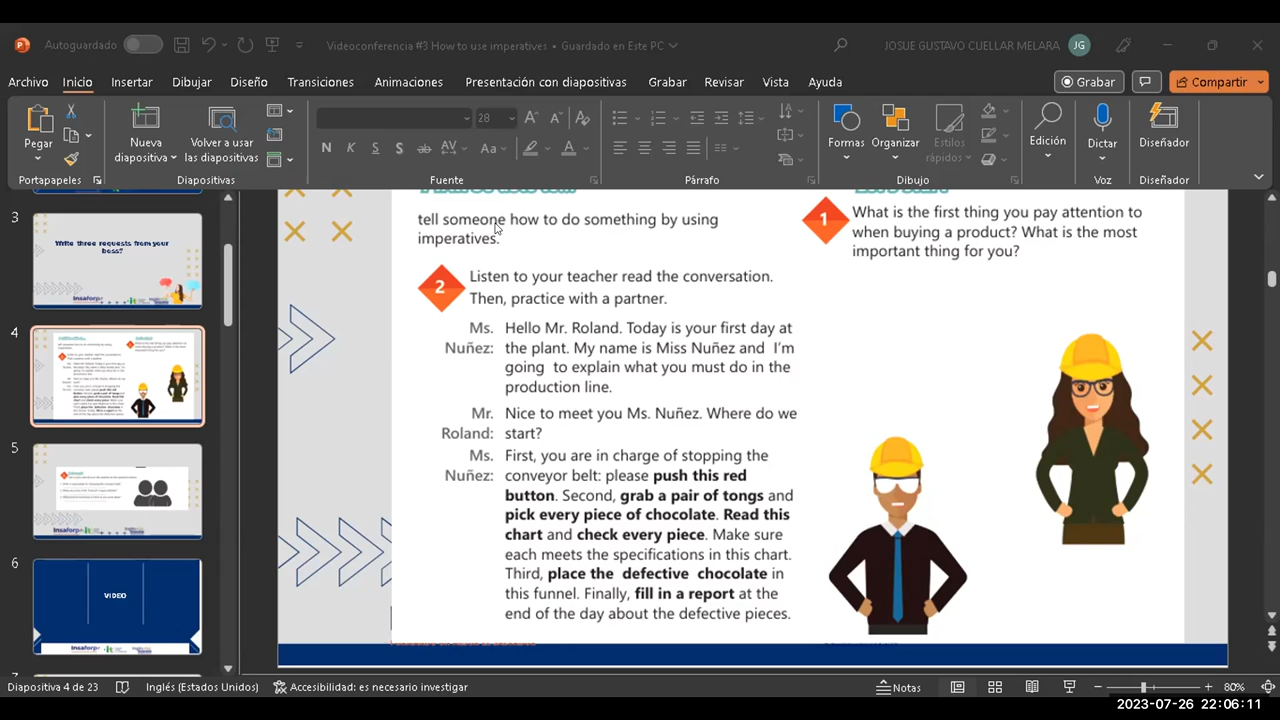 Autoguardado
Videoconferencia #3 How to use imperatives • Guardado en Este PC
JOSUE GUSTAVO CUELLAR MELARA
JG
Archivo
Inicio
Insertar
Dibujar
Diseño
Transiciones
Animaciones
Presentación con diapositivas
Grabar
Revisar
Vista
Ayuda
Grabar
Compartir
Pegar
Nueva
diapositiva
Volver a usar
las diapositivas
28
N K S S ab AV Aa A
Formas
Organizar
Estilos
rápidos
Edición
Dictar
Diseñador
Portapapeles
Diapositivas
Fuente
Párrafo
Dibujo
Voz
Diseñador
3
Write three requests from your
boss?
Insaforp
4
5
Insaforp
6
VIDEO
Insaforp
tell someone how to do something by using
imperatives.
2
Listen to your teacher read the conversation.
Then, practice with a partner.
Ms. Hello Mr. Roland. Today is your first day at
Nuñez: the plant. My name is Miss Nuñez and I'm
going to explain what you must do in the
production line.
Mr. Nice to meet you Ms. Nuñez. Where do we
Roland: start?
Ms. First, you are in charge of stopping the
Nuñez: conveyor belt: please push this red
button. Second, grab a pair of tongs and
pick every piece of chocolate. Read this
chart and check every piece. Make sure
each meets the specifications in this chart.
Third, place the defective chocolate in
this funnel. Finally, fill in a report at the
end of the day about the defective pieces.
1
What is the first thing you pay attention to
when buying a product? What is the most
important thing for you?
Diapositiva 4 de 23
Inglés (Estados Unidos)
Accesibilidad: es necesario investigar
Notas
80%
2023-07-26 22:06:11